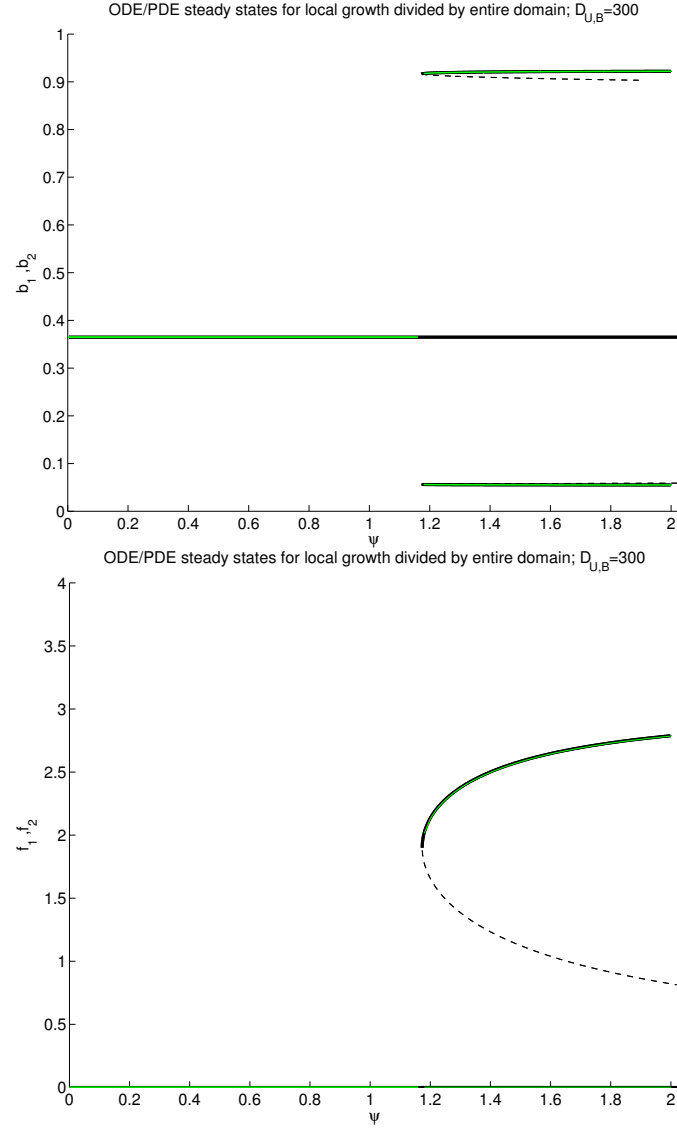 ODE/PDE steady states for local growth divided by entire domain; D_{U,B}=300
1
0.9
0.8
0.7
0.6
0.5
0.4
0.3
0.2
0.1
0
b_1 ,b_2
0 0.2 0.4 0.6 0.8 1 1.2 1.4 1.6 1.8 2
ψ
ODE/PDE steady states for local growth divided by entire domain; D_{U,B}=300
4
3.5
3
2.5
2
1.5
1
0.5
0
f_1 ,f_2
0 0.2 0.4 0.6 0.8 1 1.2 1.4 1.6 1.8 2
ψ